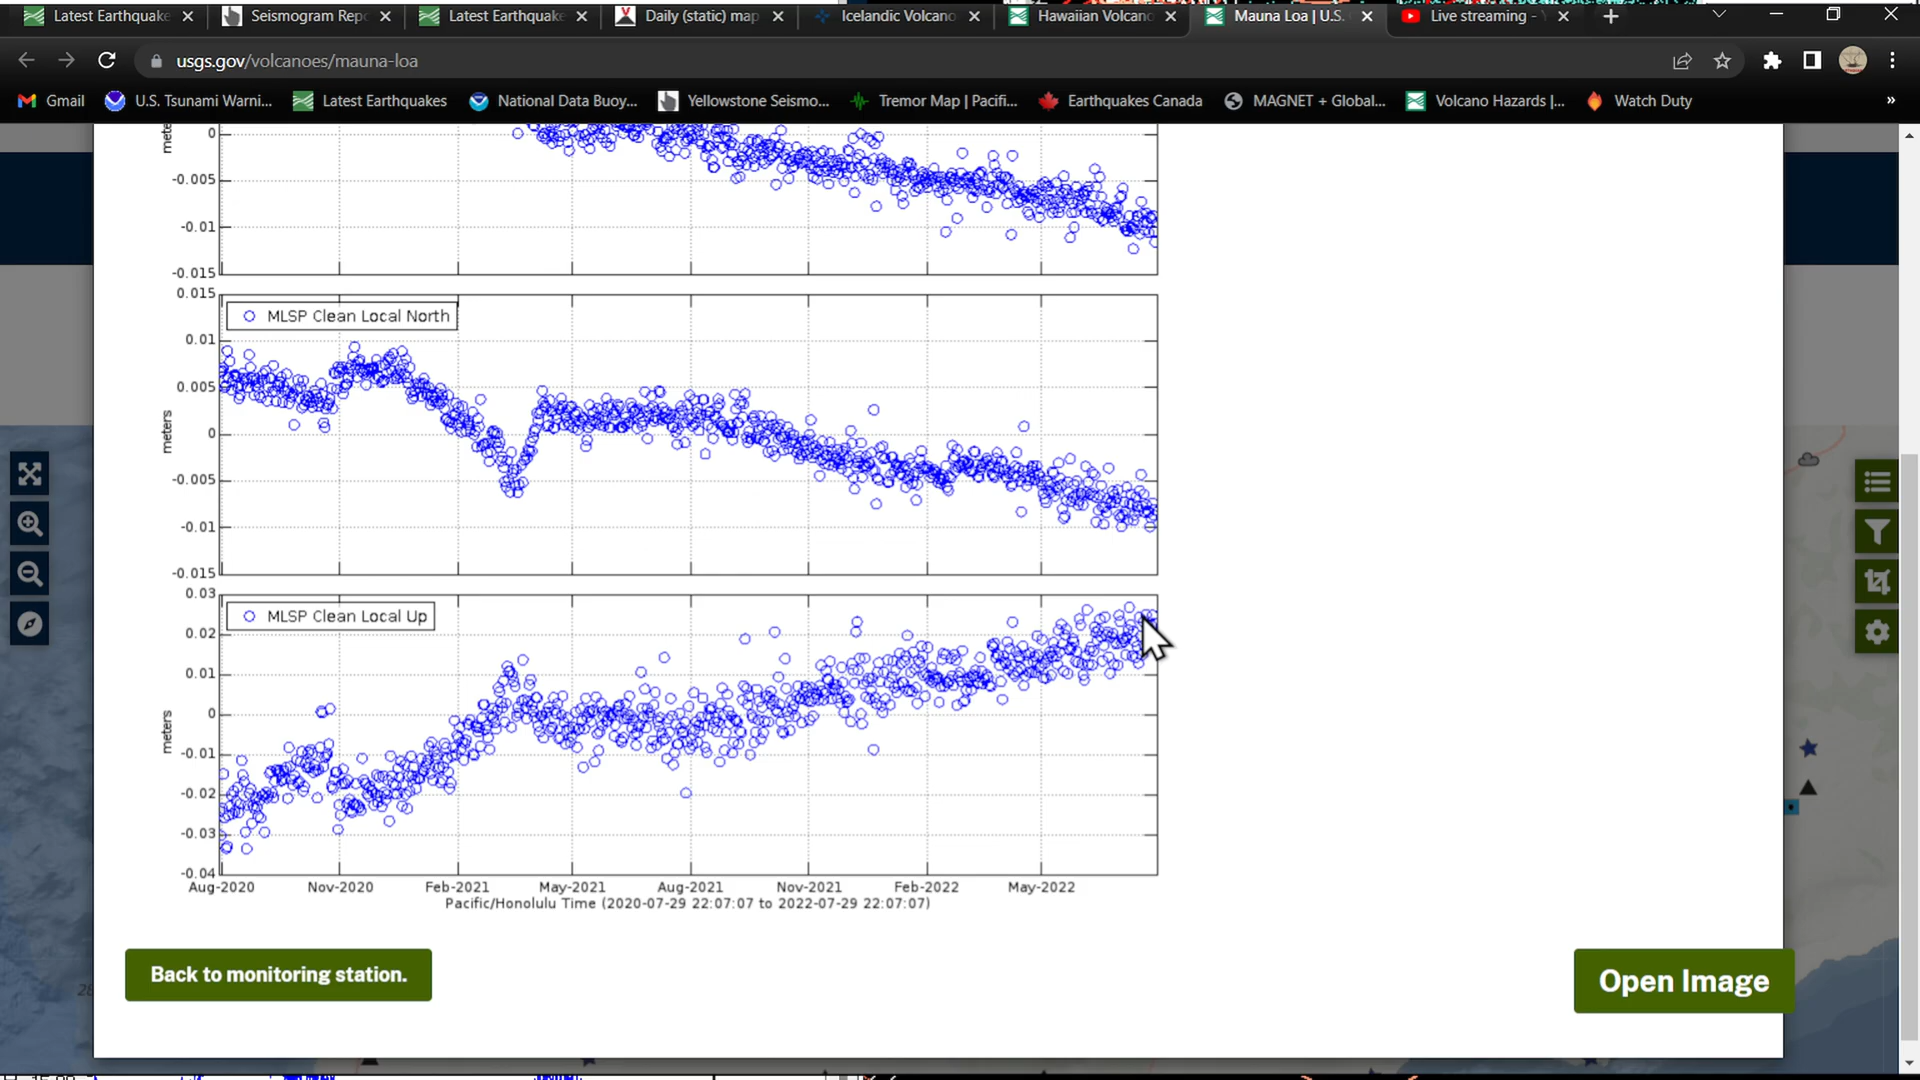 Latest Earthquake
Seismogram Repo
Latest Earthquake
Daily (static) map
Icelandic Volcano
Hawaiian Volcano
Mauna Loa | U.S.
Live streaming -
usgs.gov/volcanoes/mauna-loa
Gmail
U.S. Tsunami Warni...
Latest Earthquakes
National Data Buoy...
Yellowstone Seismo...
Tremor Map | Pacifi...
Earthquakes Canada
MAGNET + Global...
Volcano Hazards |...
Watch Duty
»
0
-0.005
-0.01
-0.015
0.015
MLSP Clean Local North
0.01
0.005
meters
0
-0.005
-0.01
-0.015
0.03
MLSP Clean Local Up
0.02
0.01
0
meters
-0.01
-0.02
-0.03
-0.04
Aug-2020 Nov-2020 Feb-2021 May-2021 Aug-2021 Nov-2021 Feb-2022 May-2022
Pacific/Honolulu Time (2020-07-29 22:07:07 to 2022-07-29 22:07:07)
Back to monitoring station.
Open Image